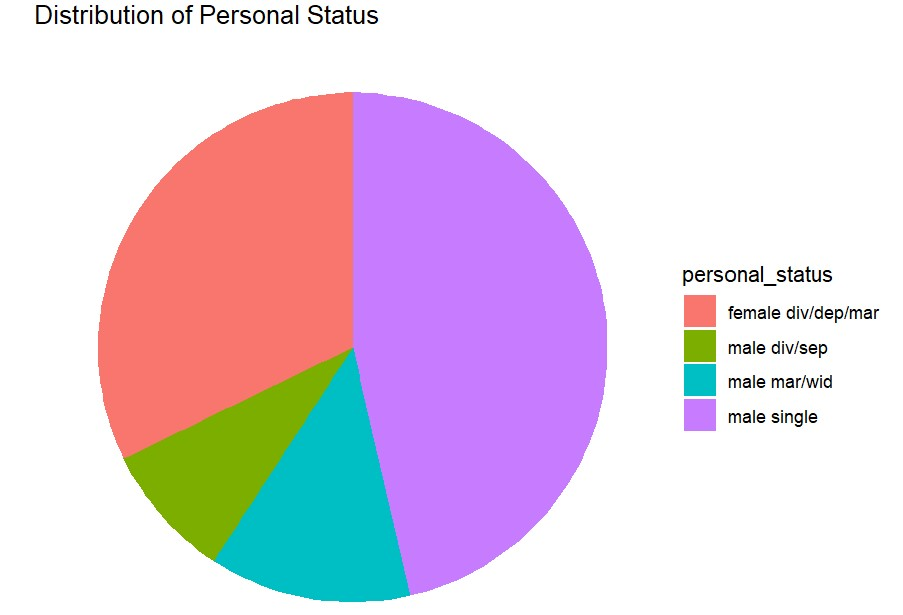 Distribution of Personal Status
personal_status
female div/dep/mar
male div/sep
male mar/wid
male single